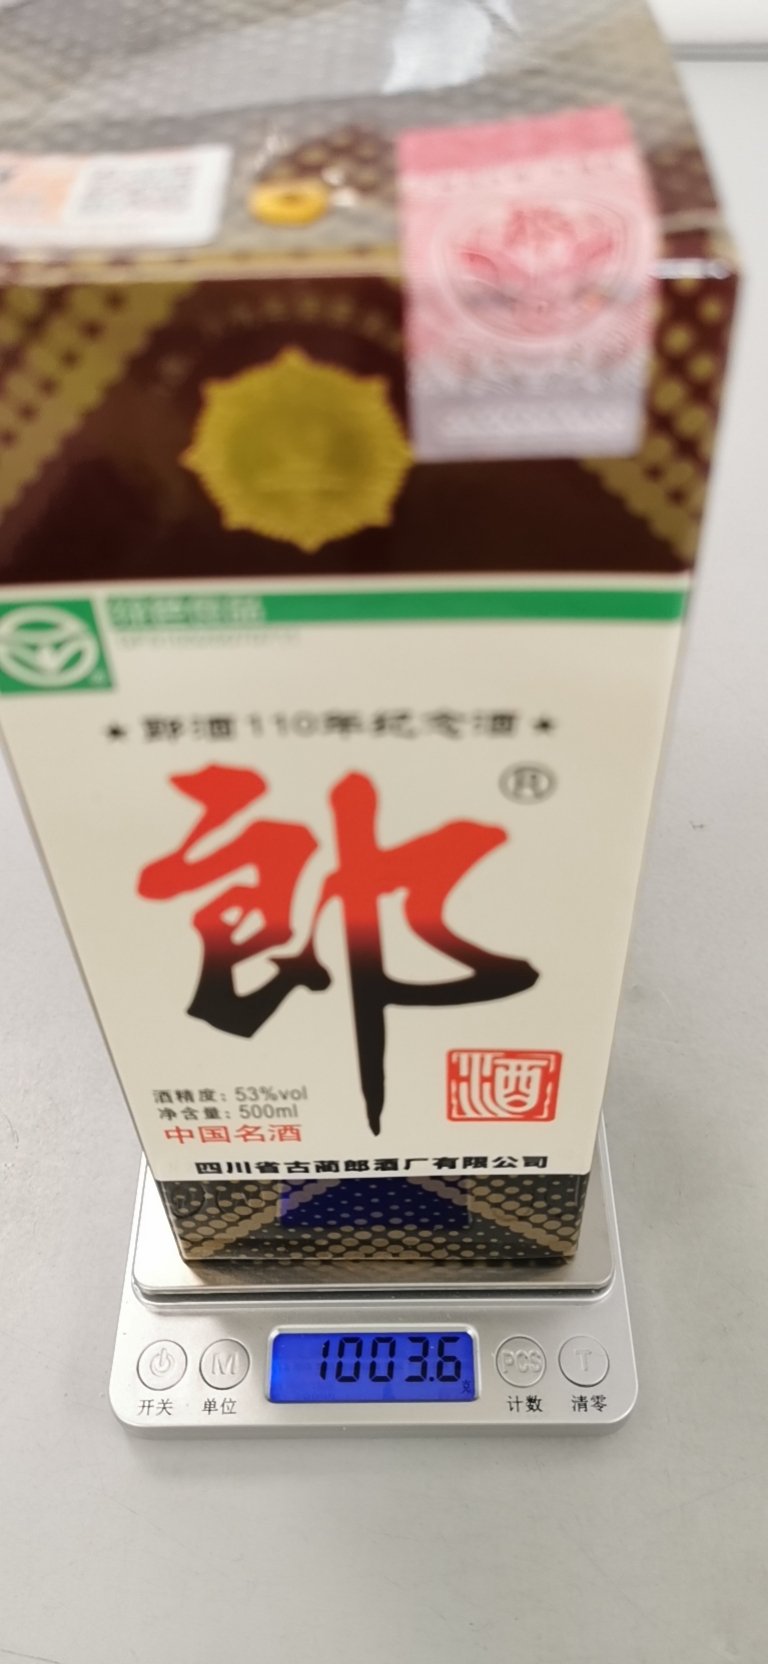 ★ 郎酒110年纪念酒 ★
郎
®
酒
酒精度：53%vol
净含量：500ml
中国名酒
四川省古蔺郎酒厂有限公司
1003.6
克
M
PCS
T
开关
单位
计数
清零